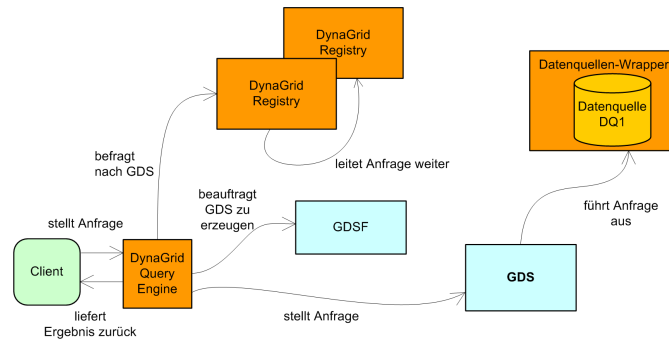 DynaGrid
Registry
DynaGrid
Registry
Datenquellen-Wrapper
Datenquelle
DQ1
befragt
nach GDS
leitet Anfrage weiter
beauftragt
GDS zu
erzeugen
führt Anfrage
aus
stellt Anfrage
GDSF
Client
DynaGrid
Query
Engine
GDS
liefert
Ergebnis zurück
stellt Anfrage